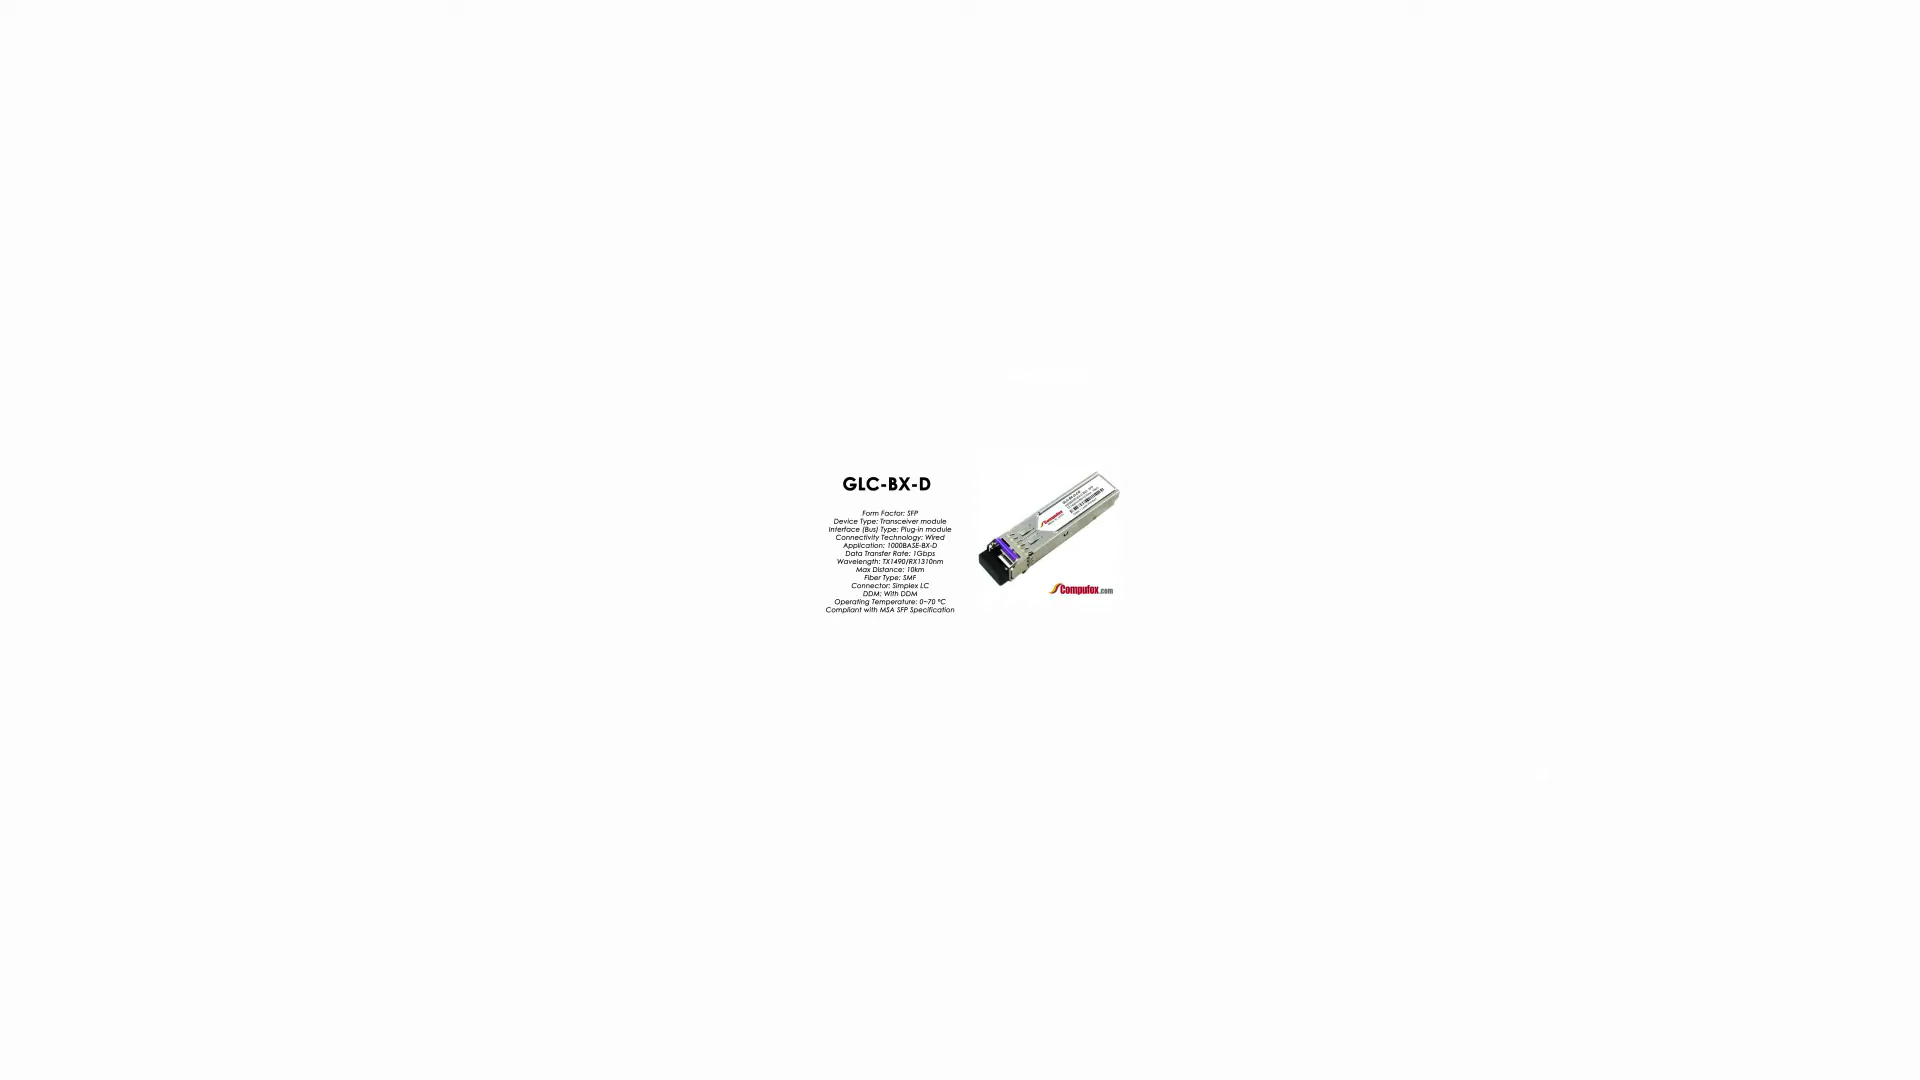 GLC-BX-D
Form Factor: SFP
Device Type: Transceiver module
Interface (Bus) Type: Plug-in module
Connectivity Technology: Wired
Application: 1000BASE-BX-D
Data Transfer Rate: 1Gbps
Wavelength: TX1490/RX1310nm
Max Distance: 10km
Fiber Type: SMF
Connector: Simplex LC
DDM: With DDM
Operating Temperature: 0~70 °C
Compliant with MSA SFP Specification
Compufox
Compufox.com